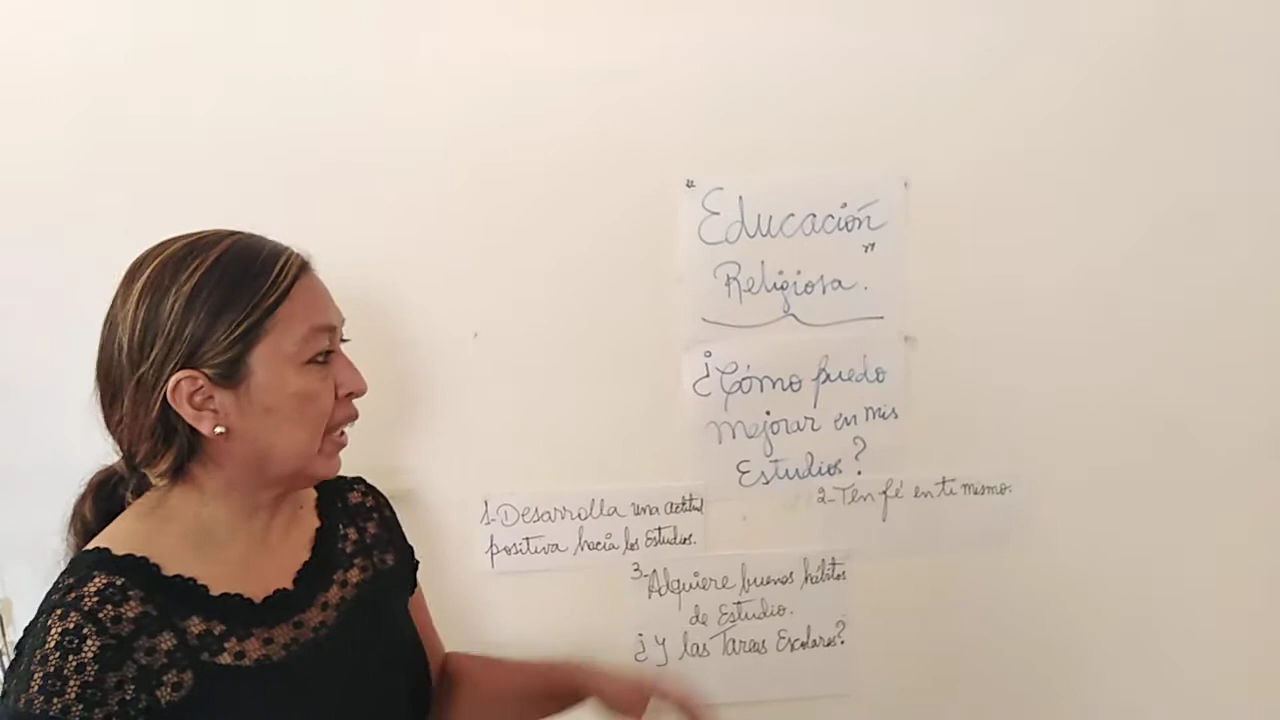 "Educación
Religiosa."
¿Cómo puedo
mejorar en mis
Estudios?
1-Desarrolla una actitud
positiva hacia los Estudios.
2-Ten fé en ti mismo.
3-Adquiere buenos hábitos
de Estudio.
¿Y las Tareas Escolares?